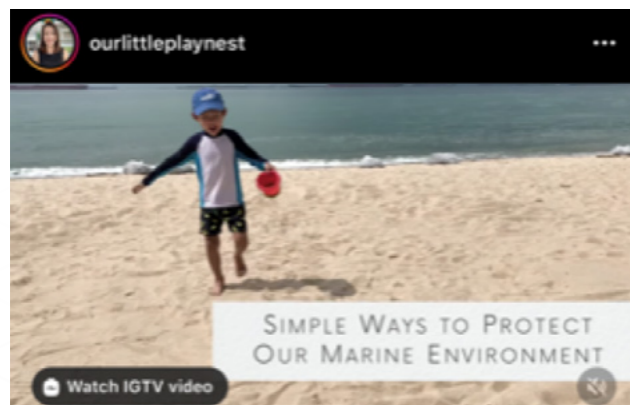 ourlittleplaynest
SIMPLE WAYS TO PROTECT
OUR MARINE ENVIRONMENT
Watch IGTV video